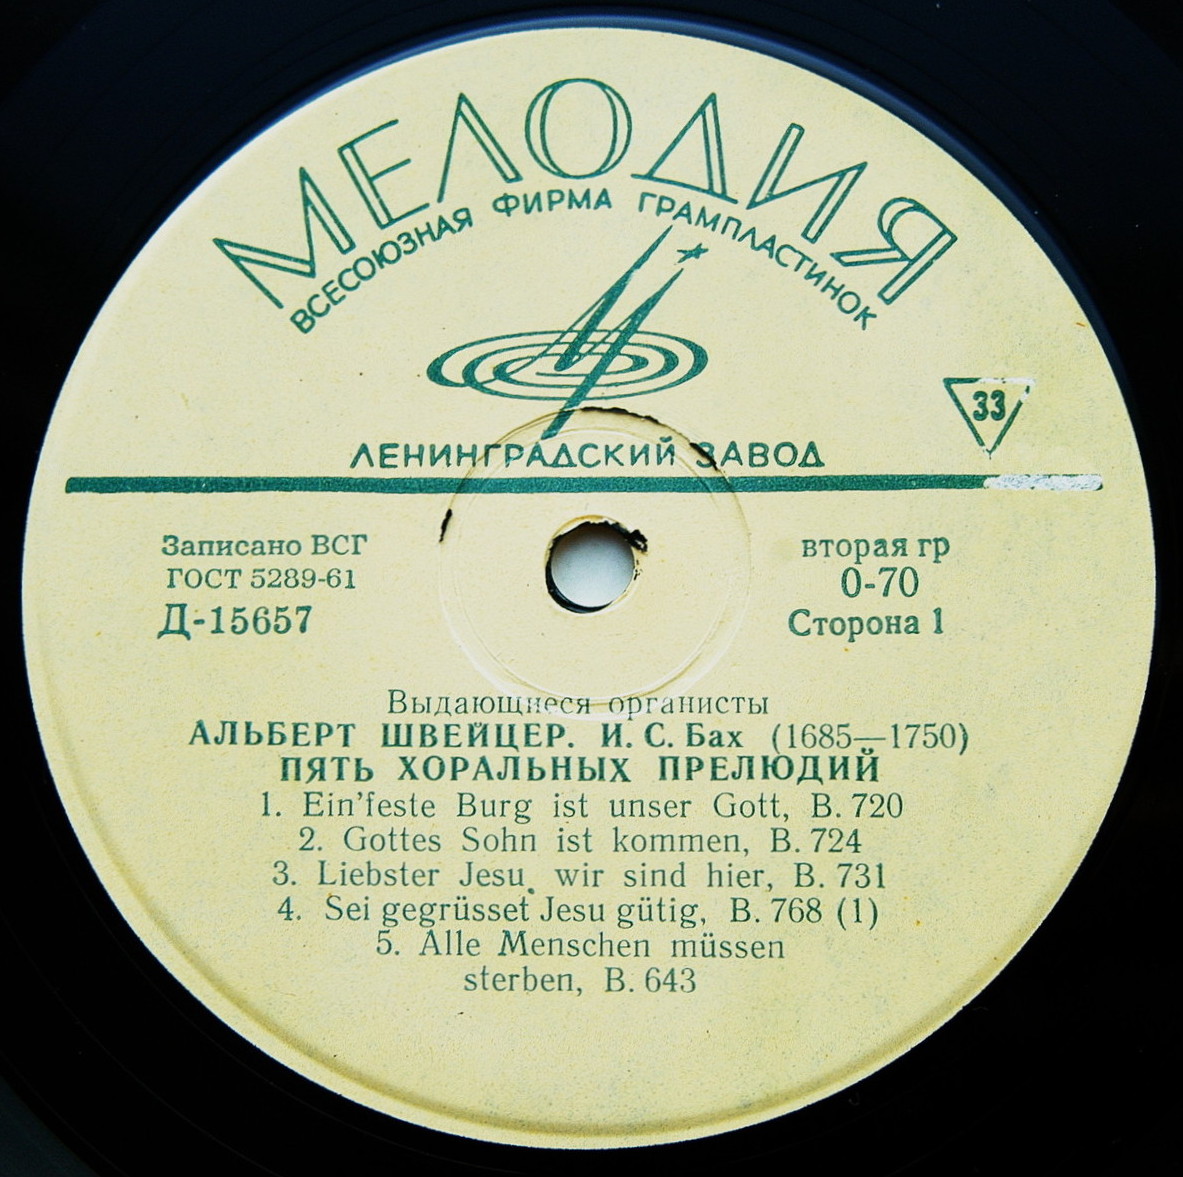 МЕЛОДИЯ
ВСЕСОЮЗНАЯ ФИРМА ГРАМПЛАСТИНОК
33
ЛЕНИНГРАДСКИЙ ЗАВОД
Записано ВСГ
ГОСТ 5289-61
Д-15657
вторая гр
0-70
Сторона 1
Выдающиеся органисты
АЛЬБЕРТ ШВЕЙЦЕР. И. С. Бах (1685—1750)
ПЯТЬ ХОРАЛЬНЫХ ПРЕЛЮДИЙ
1. Ein'feste Burg ist unser Gott, B. 720
2. Gottes Sohn ist kommen, B. 724
3. Liebster Jesu, wir sind hier, B. 731
4. Sei gegrüsset Jesu gütig, B. 768 (1)
5. Alle Menschen müssen
sterben, B. 643